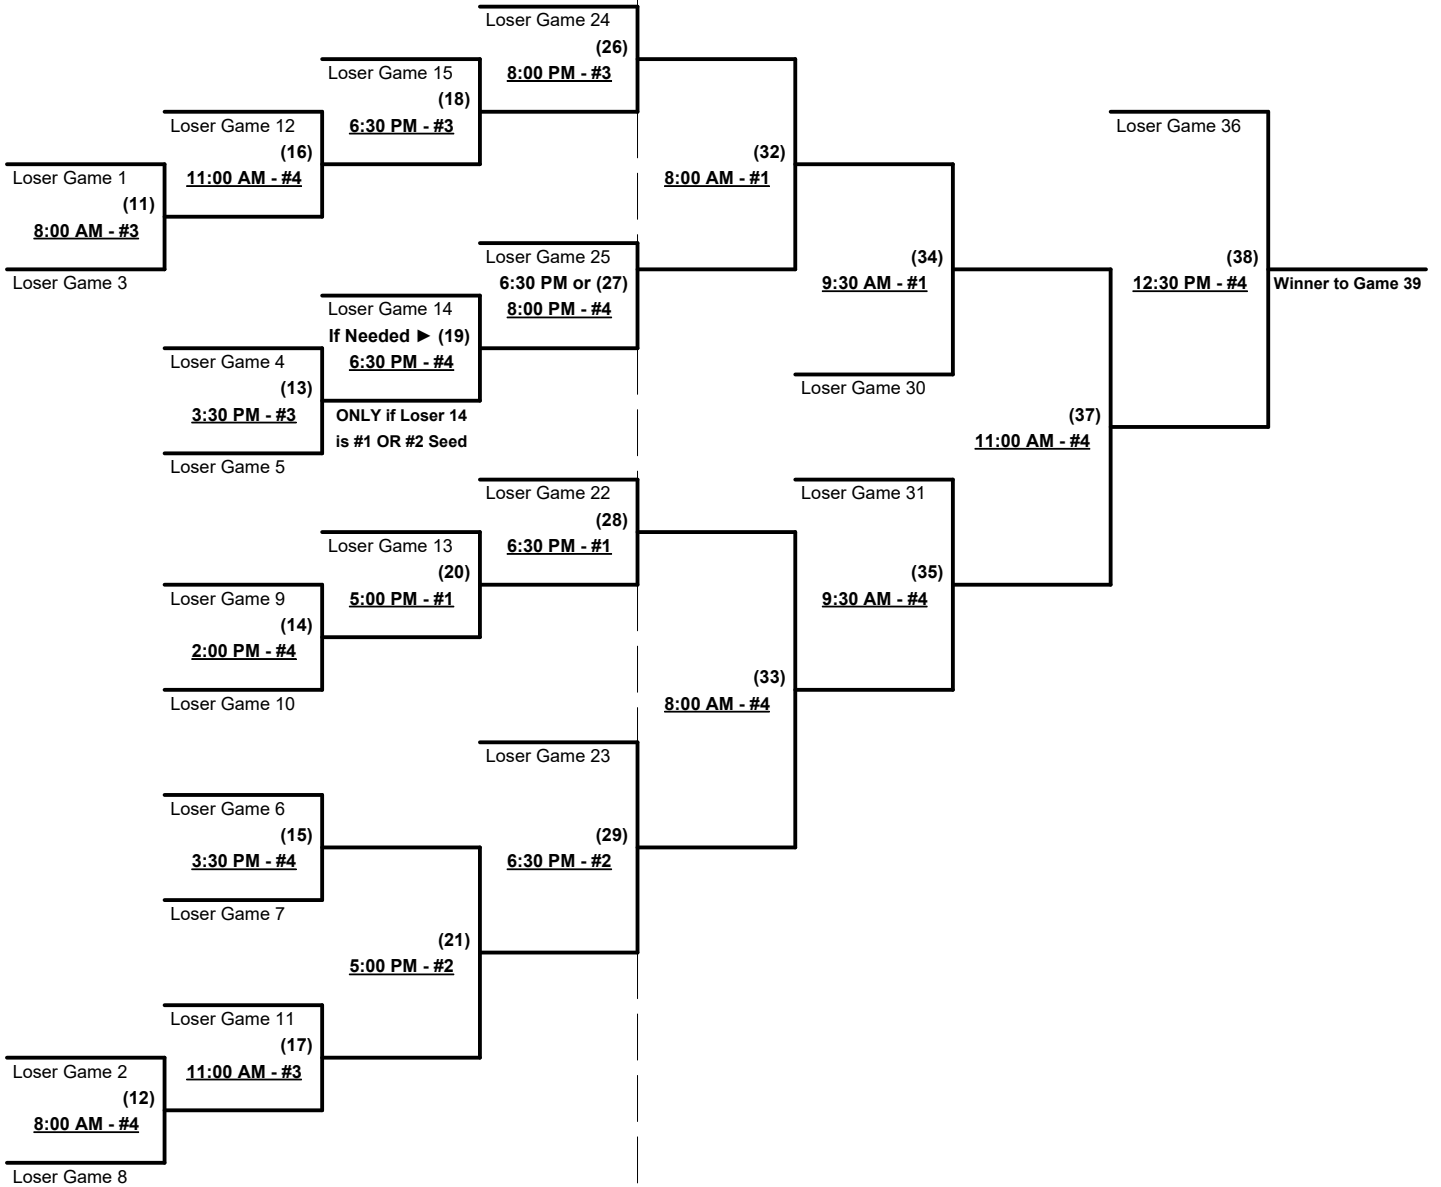 Loser Game 24
(26)
8:00 PM - #3
Loser Game 15
(18)
6:30 PM - #3
Loser Game 12
(16)
11:00 AM - #4
Loser Game 1
(11)
8:00 AM - #3
Loser Game 3
(32)
8:00 AM - #1
Loser Game 36
(38)
12:30 PM - #4
Winner to Game 39
Loser Game 25
6:30 PM or (27)
8:00 PM - #4
Loser Game 14
If Needed ► (19)
6:30 PM - #4
ONLY if Loser 14
is #1 OR #2 Seed
Loser Game 4
(13)
3:30 PM - #3
Loser Game 5
(34)
9:30 AM - #1
Loser Game 30
(37)
11:00 AM - #4
Loser Game 22
(28)
6:30 PM - #1
Loser Game 13
(20)
5:00 PM - #1
Loser Game 9
(14)
2:00 PM - #4
Loser Game 10
Loser Game 31
(35)
9:30 AM - #4
(33)
8:00 AM - #4
Loser Game 23
(29)
6:30 PM - #2
Loser Game 6
(15)
3:30 PM - #4
Loser Game 7
(21)
5:00 PM - #2
Loser Game 11
(17)
11:00 AM - #3
Loser Game 2
(12)
8:00 AM - #4
Loser Game 8